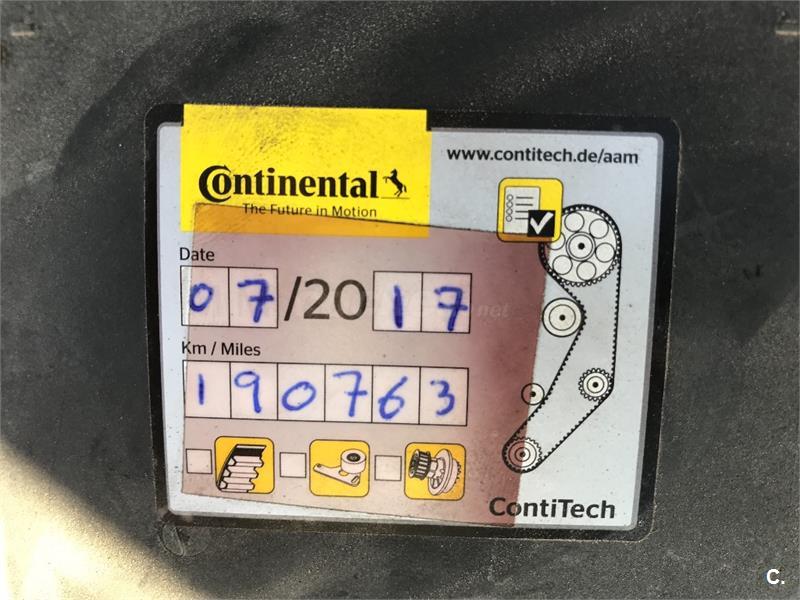 www.contitech.de/aam
Continental
The Future in Motion
Date
07/2017
Km / Miles
190763
ContiTech
C.